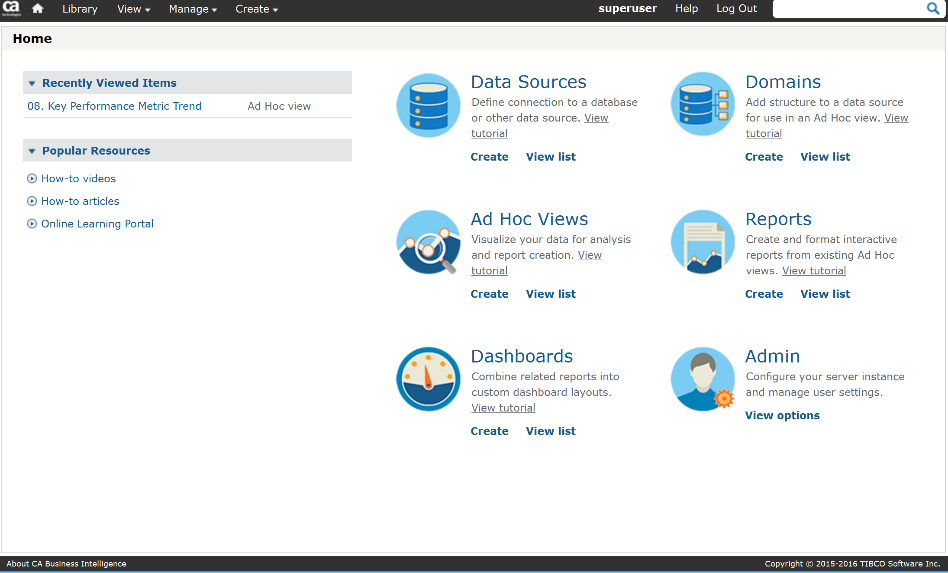 ca
technologies
Library View Manage Create superuser Help Log Out
Home
Recently Viewed Items
08. Key Performance Metric Trend Ad Hoc view
Popular Resources
How-to videos
How-to articles
Online Learning Portal
Data Sources
Define connection to a database
or other data source. View
tutorial
Create View list
Domains
Add structure to a data source
for use in an Ad Hoc view. View
tutorial
Create View list
Ad Hoc Views
Visualize your data for analysis
and report creation. View
tutorial
Create View list
Reports
Create and format interactive
reports from existing Ad Hoc
views. View tutorial
Create View list
Dashboards
Combine related reports into
custom dashboard layouts.
View tutorial
Create View list
Admin
Configure your server instance
and manage user settings.
View options
About CA Business Intelligence Copyright © 2015-2016 TIBCO Software Inc.